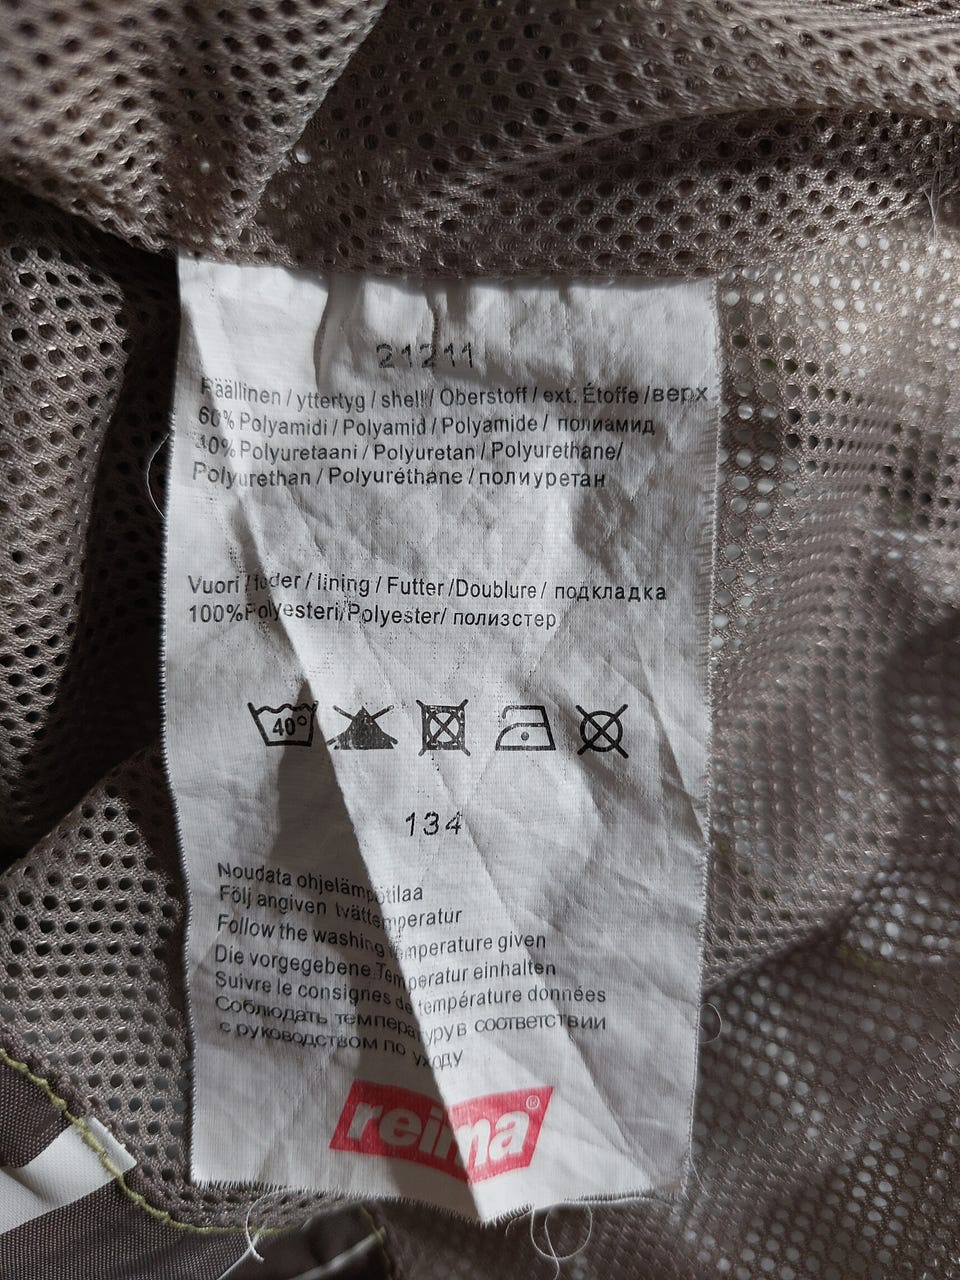 21211
Päällinen / yttertyg / shell / Oberstoff / ext. Étoffe /верх
60% Polyamidi / Polyamid / Polyamide / полиамид
40% Polyuretaani / Polyuretan / Polyurethane/
Polyurethan / Polyuréthane / полиуретан
Vuori / foder / lining / Futter /Doublure / подкладка
100%Polyesteri/Polyester/ полизстер
40°
134
Noudata ohjelämpötilaa
Följ angiven tvättemperatur
Follow the washing temperature given
Die vorgegebene Temperatur einhalten
Suivre le consignes de température données
Соблюдать температуру в соответствии
с руководством по уходу
reima®